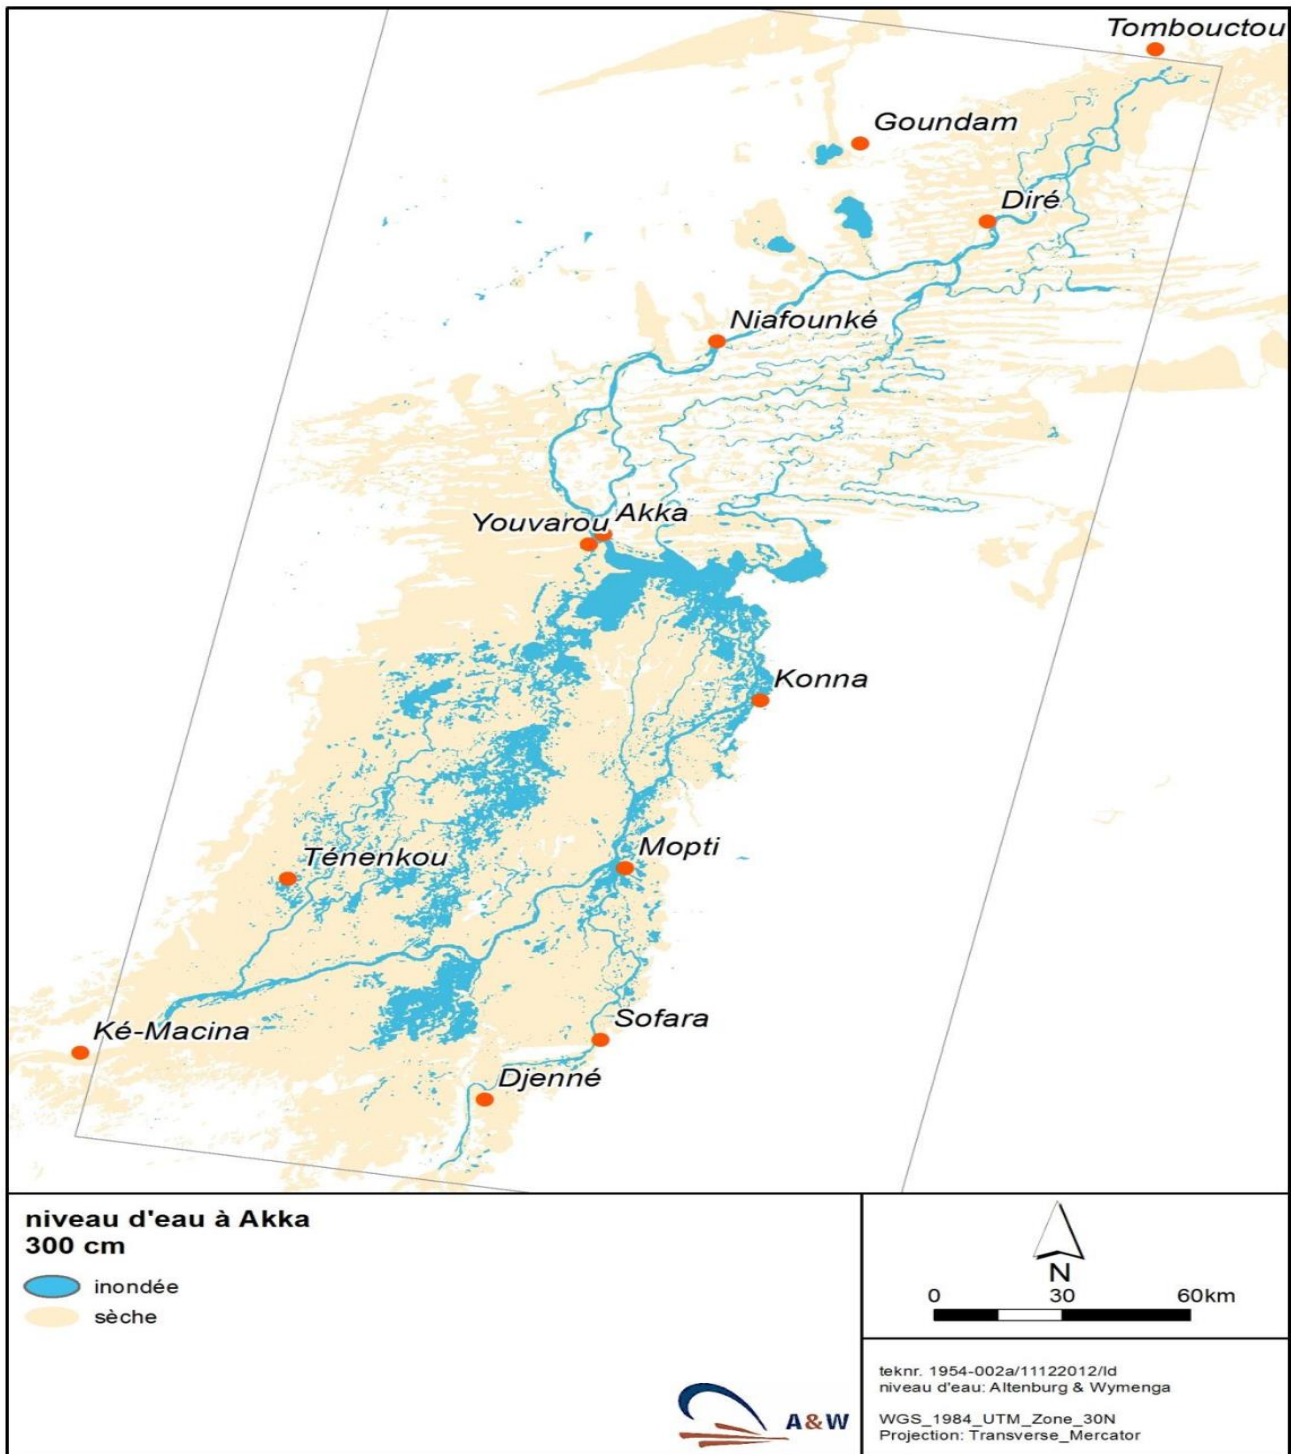 Tombouctou
Goundam
Diré
Niafounké
Akka
Youvarou
Konna
Mopti
Ténenkou
Sofara
Ké-Macina
Djenné
niveau d'eau à Akka
300 cm
inondée
sèche
N
0 30 60km
teknr. 1954-002a/11122012/ld
niveau d'eau: Altenburg & Wymenga
WGS_1984_UTM_Zone_30N
Projection: Transverse_Mercator
A&W